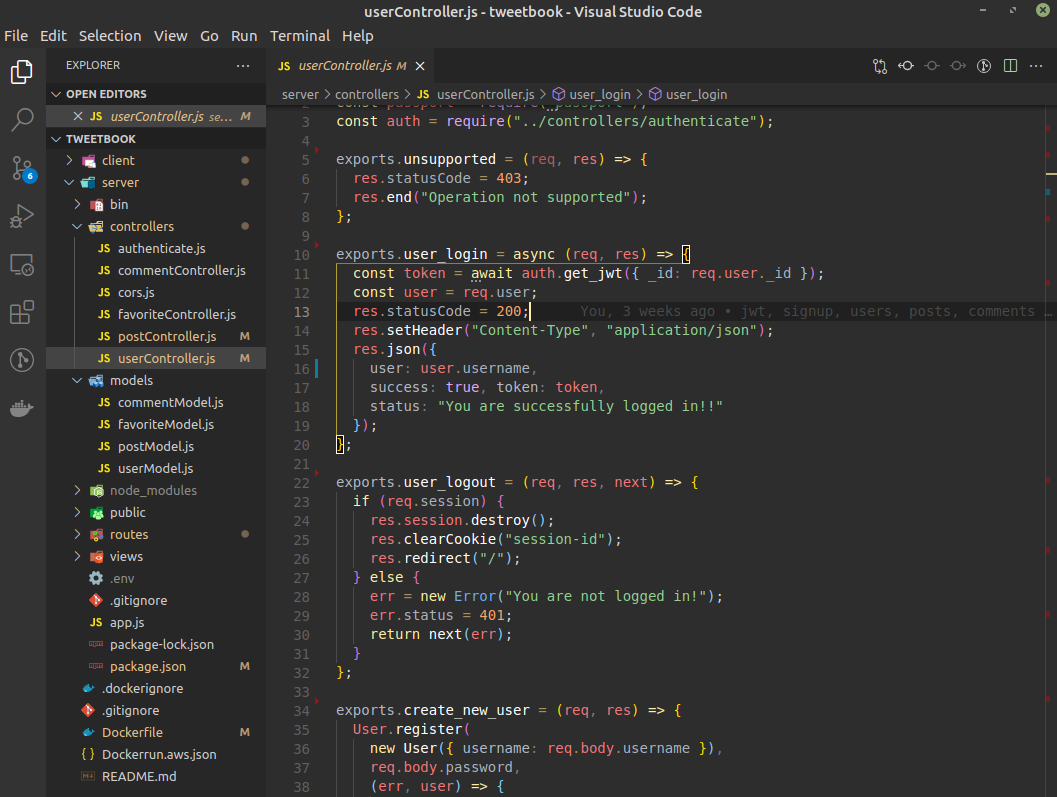 userController.js - tweetbook - Visual Studio Code
File Edit Selection View Go Run Terminal Help
EXPLORER
OPEN EDITORS
JS userController.js se... M
TWEETBOOK
client
server
bin
controllers
JS authenticate.js
JS commentController.js
JS cors.js
JS favoriteController.js
JS postController.js M
JS userController.js M
models
JS commentModel.js
JS favoriteModel.js
JS postModel.js
JS userModel.js
node_modules
public
routes
views
.env
.gitignore
JS app.js
package-lock.json
package.json M
.dockerignore
.gitignore
Dockerfile M
{ } Dockerrun.aws.json
README.md
6
JS userController.js M
server > controllers > JS userController.js > user_login > user_login
2 const passport = require("passport");
3 const auth = require("../controllers/authenticate");
4
5 exports.unsupported = (req, res) => {
6 res.statusCode = 403;
7 res.end("Operation not supported");
8 };
9
10 exports.user_login = async (req, res) => {
11 const token = await auth.get_jwt({ _id: req.user._id });
12 const user = req.user;
13 res.statusCode = 200; You, 3 weeks ago • jwt, signup, users, posts, comments …
14 res.setHeader("Content-Type", "application/json");
15 res.json({
16 user: user.username,
17 success: true, token: token,
18 status: "You are successfully logged in!!"
19 });
20 };
21
22 exports.user_logout = (req, res, next) => {
23 if (req.session) {
24 res.session.destroy();
25 res.clearCookie("session-id");
26 res.redirect("/");
27 } else {
28 err = new Error("You are not logged in!");
29 err.status = 401;
30 return next(err);
31 }
32 };
33
34 exports.create_new_user = (req, res) => {
35 User.register(
36 new User({ username: req.body.username }),
37 req.body.password,
38 (err, user) => {